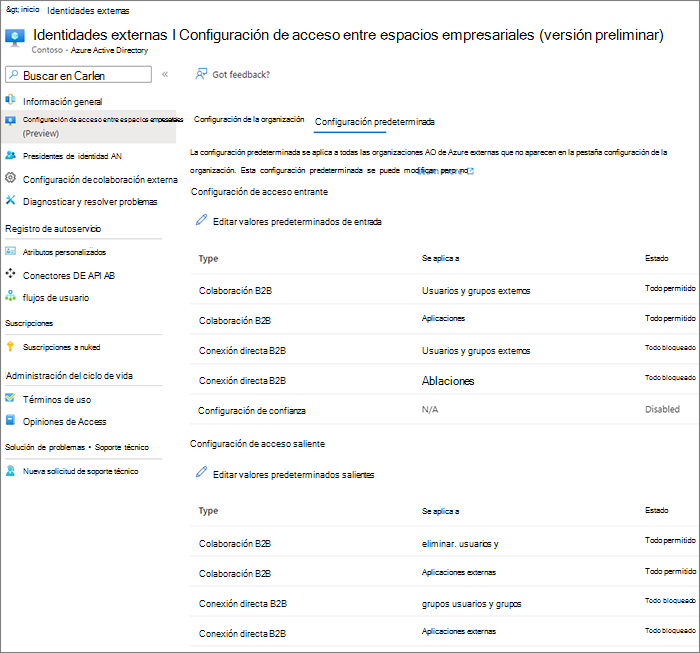 &gt; inicio Identidades externas
Identidades externas I Configuración de acceso entre espacios empresariales (versión preliminar)
Contoso - Azure Active Directory
Buscar en Carlen
«
Got feedback?
Información general
Configuración de acceso entre espacios empresariales
(Preview)
Presidentes de identidad AN
Configuración de colaboración externa
Diagnosticar y resolver problemas
Registro de autoservicio
Atributos personalizados
Conectores DE API AB
flujos de usuario
Suscripciones
Suscripciones a nuked
Administración del ciclo de vida
Términos de uso
Opiniones de Access
Solución de problemas • Soporte técnico
Nueva solicitud de soporte técnico
Configuración de la organización Configuración predeterminada
La configuración predeterminada se aplica a todas las organizaciones AO de Azure externas que no aparecen en la pestaña configuración de la
organización. Esta configuración predeterminada se puede modificar pero no
Configuración de acceso entrante
Editar valores predeterminados de entrada
Type Se aplica a Estado
Colaboración B2B Usuarios y grupos externos Todo permitido
Colaboración B2B Aplicaciones Todo permitido
Conexión directa B2B Usuarios y grupos externos Todo bloqueado
Conexión directa B2B Ablaciones Todo bloqueado
Configuración de confianza N/A Disabled
Configuración de acceso saliente
Editar valores predeterminados salientes
Type Se aplica a Estado
Colaboración B2B eliminar. usuarios y Todo permitido
Colaboración B2B Aplicaciones externas Todo permitido
Conexión directa B2B grupos usuarios y grupos Todo bloqueado
Conexión directa B2B Aplicaciones externas Todo bloqueado